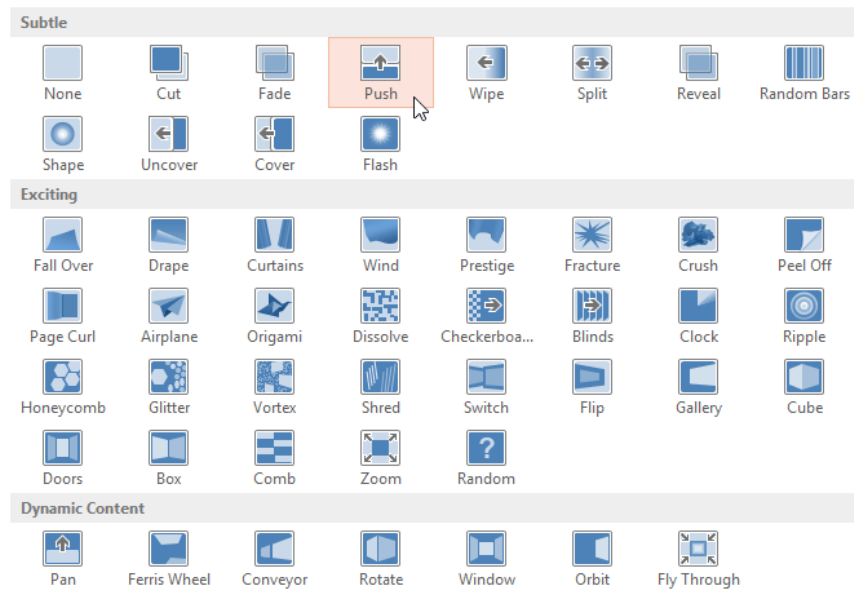 Subtle
None Cut Fade Push Wipe Split Reveal Random Bars
Shape Uncover Cover Flash
Exciting
Fall Over Drape Curtains Wind Prestige Fracture Crush Peel Off
Page Curl Airplane Origami Dissolve Checkerboa... Blinds Clock Ripple
Honeycomb Glitter Vortex Shred Switch Flip Gallery Cube
?
Doors Box Comb Zoom Random
Dynamic Content
Pan Ferris Wheel Conveyor Rotate Window Orbit Fly Through